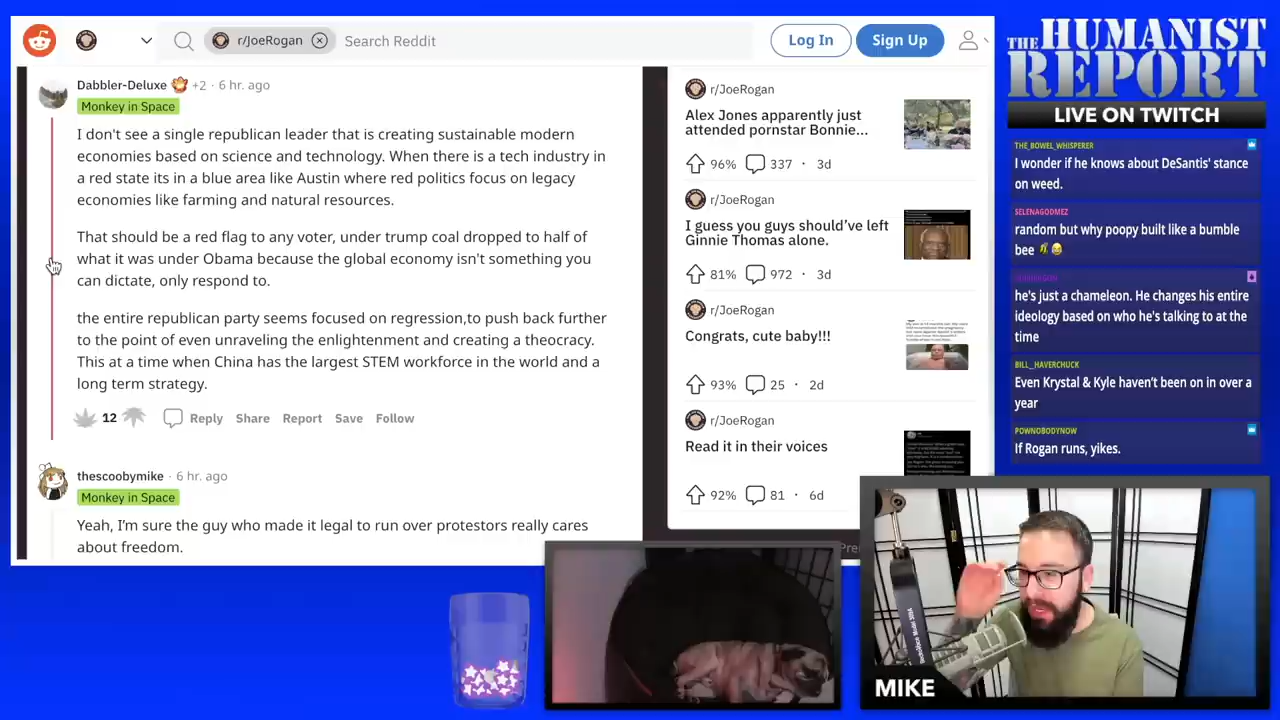 r/JoeRogan
Search Reddit
Log In
Sign Up
Dabbler-Deluxe +2 · 6 hr. ago
Monkey in Space
I don't see a single republican leader that is creating sustainable modern
economies based on science and technology. When there is a tech industry in
a red state its in a blue area like Austin where red politics focus on legacy
economies like farming and natural resources.
That should be a red flag to any voter, under trump coal dropped to half of
what it was under Obama because the global economy isn't something you
can dictate, only respond to.
the entire republican party seems focused on regression,to push back further
to the point even undoing the enlightenment and creating a theocracy.
This at a time when China has the largest STEM workforce in the world and a
long term strategy.
12 Reply Share Report Save Follow
Monkey in Space
Yeah, I'm sure the guy who made it legal to run over protestors really cares
about freedom.
r/JoeRogan
Alex Jones apparently just
attended pornstar Bonnie...
96% 337 · 3d
r/JoeRogan
I guess you guys should've left
Ginnie Thomas alone.
81% 972 · 3d
r/JoeRogan
Congrats, cute baby!!!
93% 25 · 2d
r/JoeRogan
Read it in their voices
92% 81 · 6d
THE HUMANIST
REPORT
LIVE ON TWITCH
THE_BOWEL_WHISPERER
I wonder if he knows about DeSantis' stance
on weed.
SELENAGODMEZ
random but why poopy built like a bumble
bee 🐝😂
he's just a chameleon. He changes his entire
ideology based on who he's talking to at the
time
BILL_HAVERCHUCK
Even Krystal & Kyle haven't been on in over a
year
POWNOBODYNOW
If Rogan runs, yikes.
MIKE